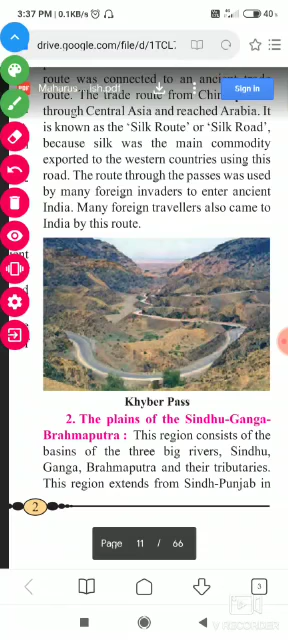 3:37 PM | 0.1KB/s
40
drive.google.com/file/d/1TCL
route was connected to an ancient trade
Maharus ish.pdf
Sign in
route. The trade route from China
through Central Asia and reached Arabia. It
is known as the ‘Silk Route’ or ‘Silk Road’,
because silk was the main commodity
exported to the western countries using this
road. The route through the passes was used
by many foreign invaders to enter ancient
India. Many foreign travellers also came to
India by this route.
Khyber Pass
2. The plains of the Sindhu-Ganga-
Brahmaputra : This region consists of the
basins of the three big rivers, Sindhu,
Ganga, Brahmaputra and their tributaries.
This region extends from Sindh-Punjab in
2
Page 11 / 66
3